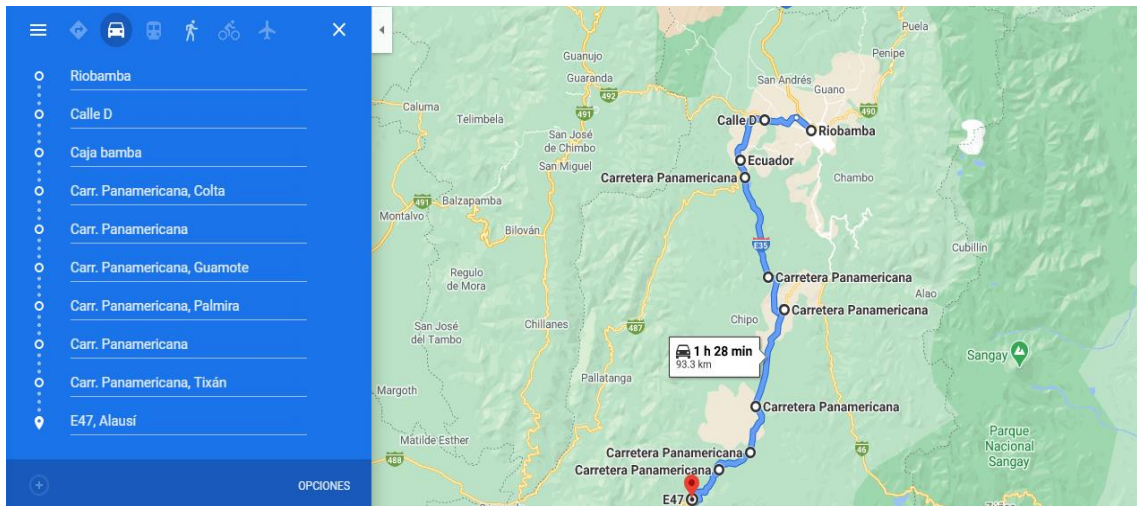 Riobamba
Calle D
Caja bamba
Carr. Panamericana, Colta
Carr. Panamericana
Carr. Panamericana, Guamote
Carr. Panamericana, Palmira
Carr. Panamericana
Carr. Panamericana, Tixán
E47, Alausí
OPCIONES
Puela
Guanujo
Penipe
Guaranda
San Andrés
Guano
492
Caluma
Telimbela
491
490
Calle D
Riobamba
San José
de Chimbo
San Miguel
Ecuador
Carretera Panamericana
Chambo
491
Balzapamba
Montalvo
Bilován
E35
Cubillín
Regulo
de Mora
Carretera Panamericana
Alao
Carretera Panamericana
San José
del Tambo
Chillanes
487
Chipo
1 h 28 min
93.3 km
Sangay
Pallatanga
Margoth
Carretera Panamericana
Parque
Nacional
Sangay
Matilde Esther
46
488
Carretera Panamericana
Carretera Panamericana
E47